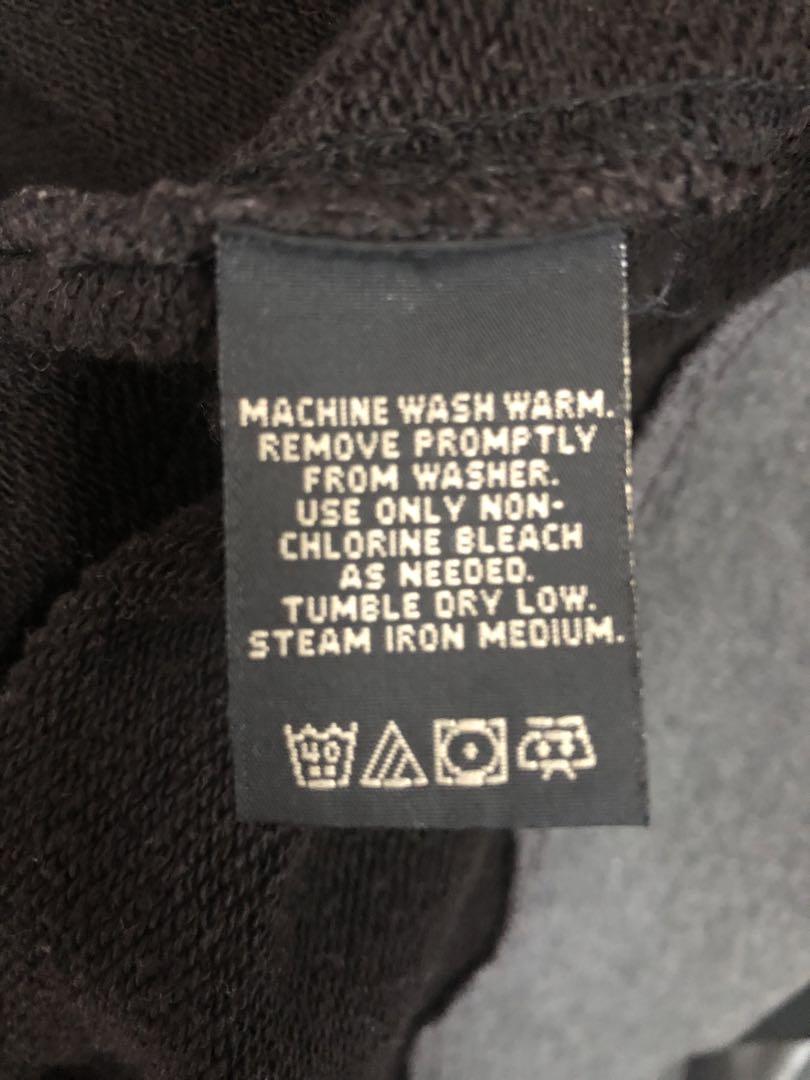 MACHINE WASH WARM.
REMOVE PROMPTLY
FROM WASHER.
USE ONLY NON-
CHLORINE BLEACH
AS NEEDED.
TUMBLE DRY LOW.
STEAM IRON MEDIUM.
40